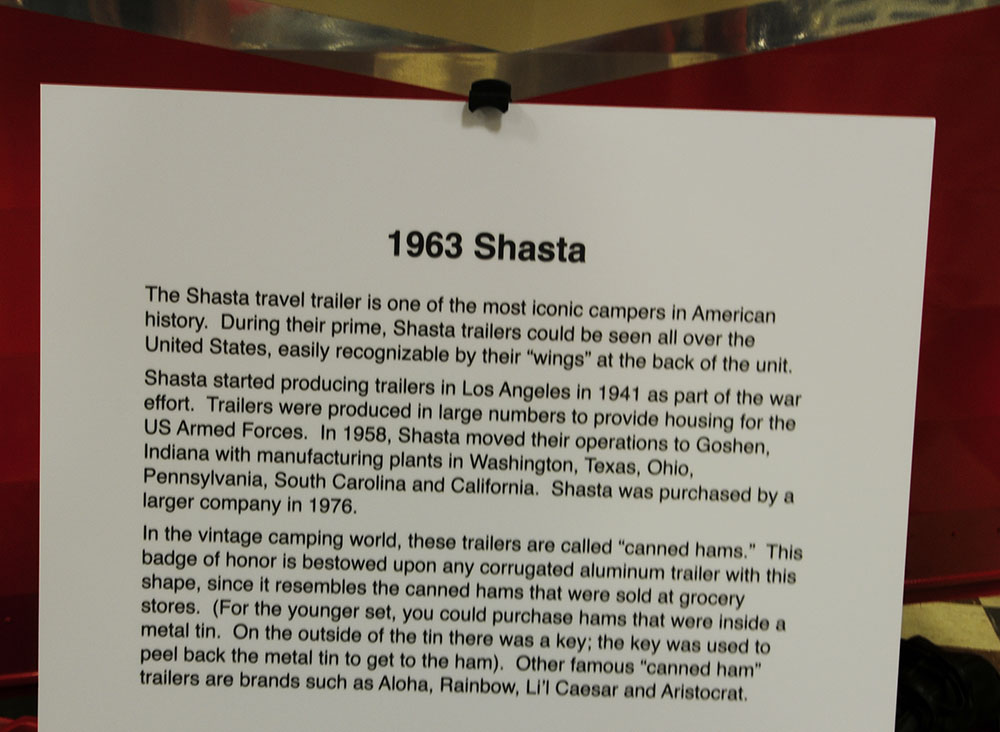 1963 Shasta
The Shasta travel trailer is one of the most iconic campers in American
history.  During their prime, Shasta trailers could be seen all over the
United States, easily recognizable by their “wings” at the back of the unit.
Shasta started producing trailers in Los Angeles in 1941 as part of the war
effort.  Trailers were produced in large numbers to provide housing for the
US Armed Forces.  In 1958, Shasta moved their operations to Goshen,
Indiana with manufacturing plants in Washington, Texas, Ohio,
Pennsylvania, South Carolina and California.  Shasta was purchased by a
larger company in 1976.
In the vintage camping world, these trailers are called “canned hams.”  This
badge of honor is bestowed upon any corrugated aluminum trailer with this
shape, since it resembles the canned hams that were sold at grocery
stores.  (For the younger set, you could purchase hams that were inside a
metal tin.  On the outside of the tin there was a key; the key was used to
peel back the metal tin to get to the ham).  Other famous “canned ham”
trailers are brands such as Aloha, Rainbow, Li’l Caesar and Aristocrat.